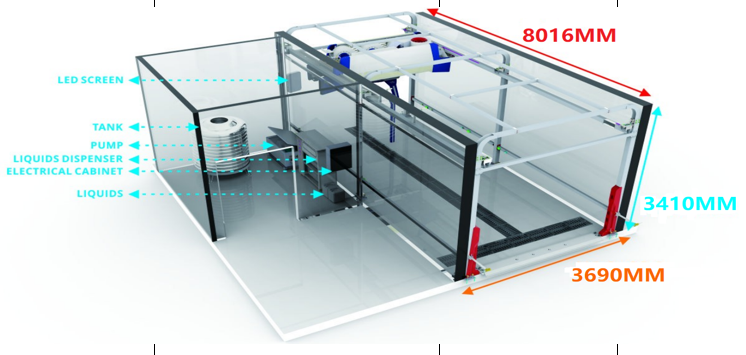 8016MM
LED SCREEN
TANK
PUMP
LIQUIDS DISPENSER
ELECTRICAL CABINET
LIQUIDS
3410MM
3690MM